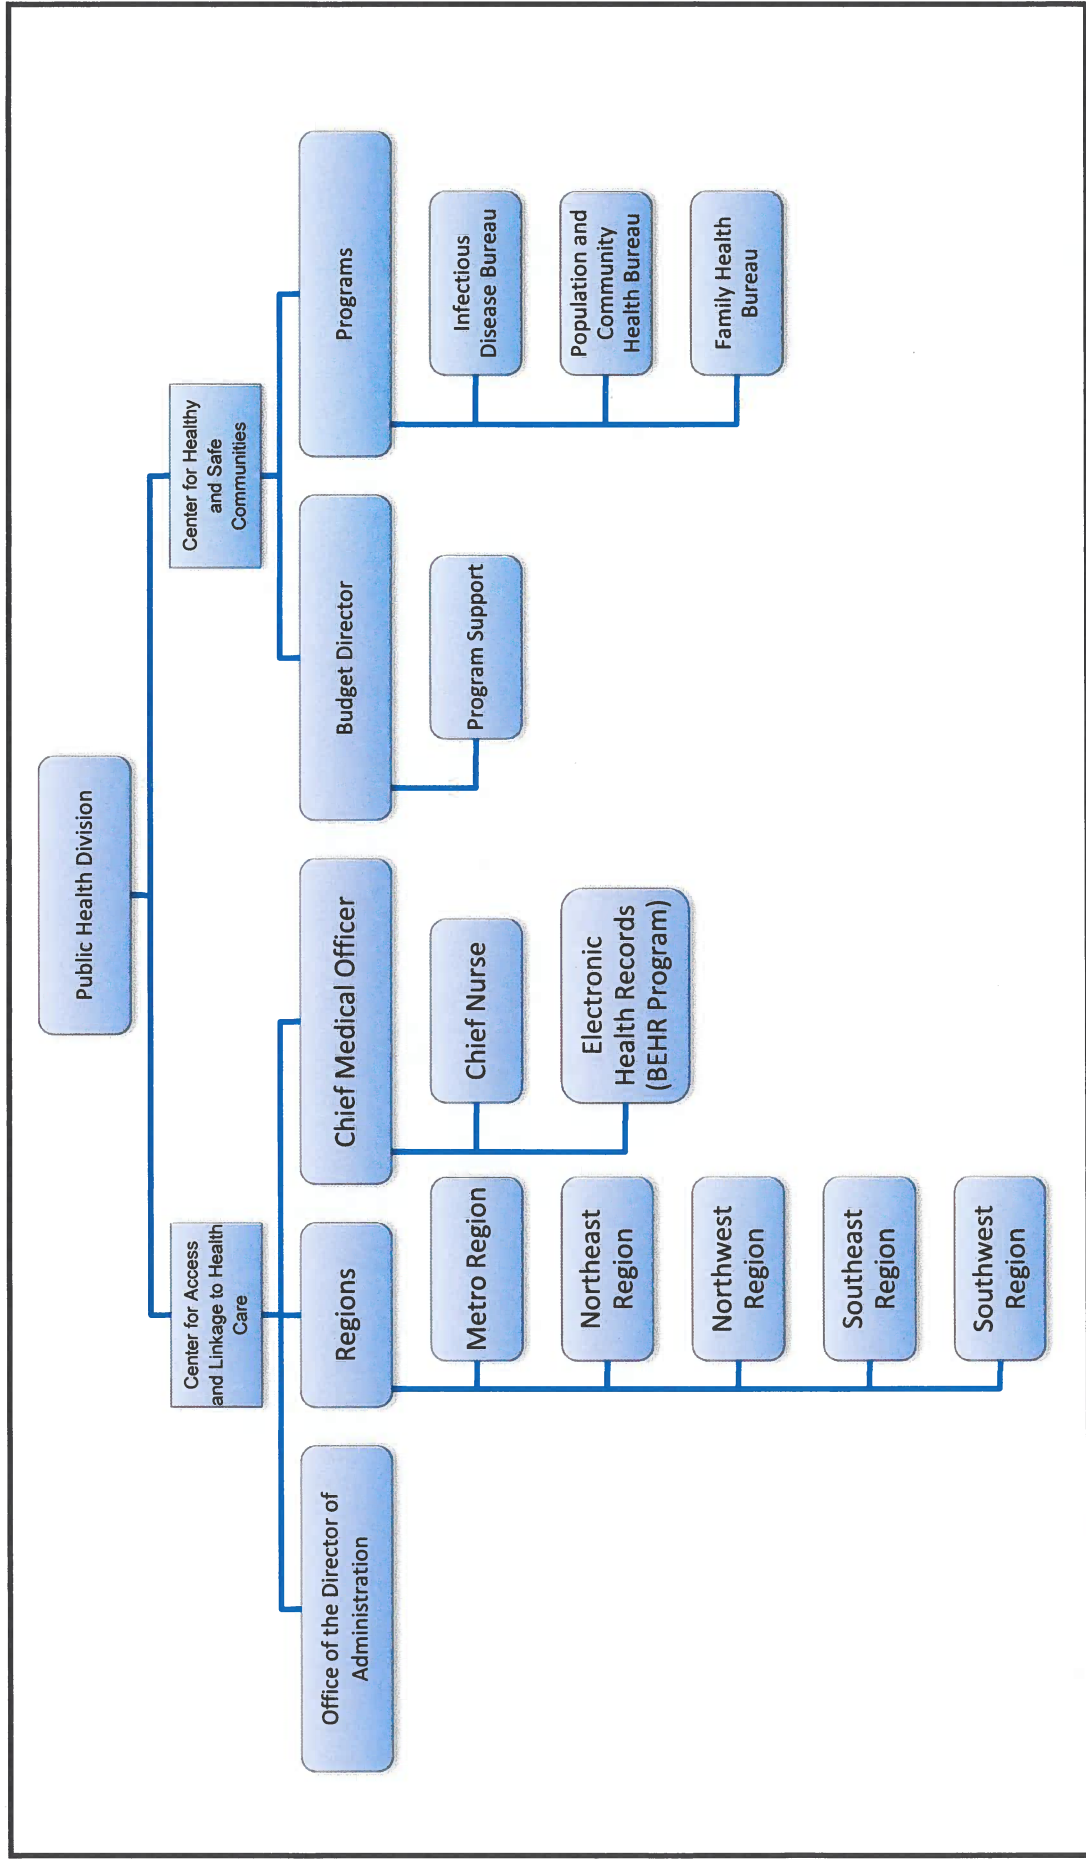 Public Health Division
Center for Access
and Linkage to Health
Care
Center for Healthy
and Safe
Communities
Office of the Director of
Administration
Regions
Chief Medical Officer
Budget Director
Programs
Metro Region
Northeast
Region
Northwest
Region
Southeast
Region
Southwest
Region
Chief Nurse
Electronic
Health Records
(BEHR Program)
Program Support
Infectious
Disease Bureau
Population and
Community
Health Bureau
Family Health
Bureau